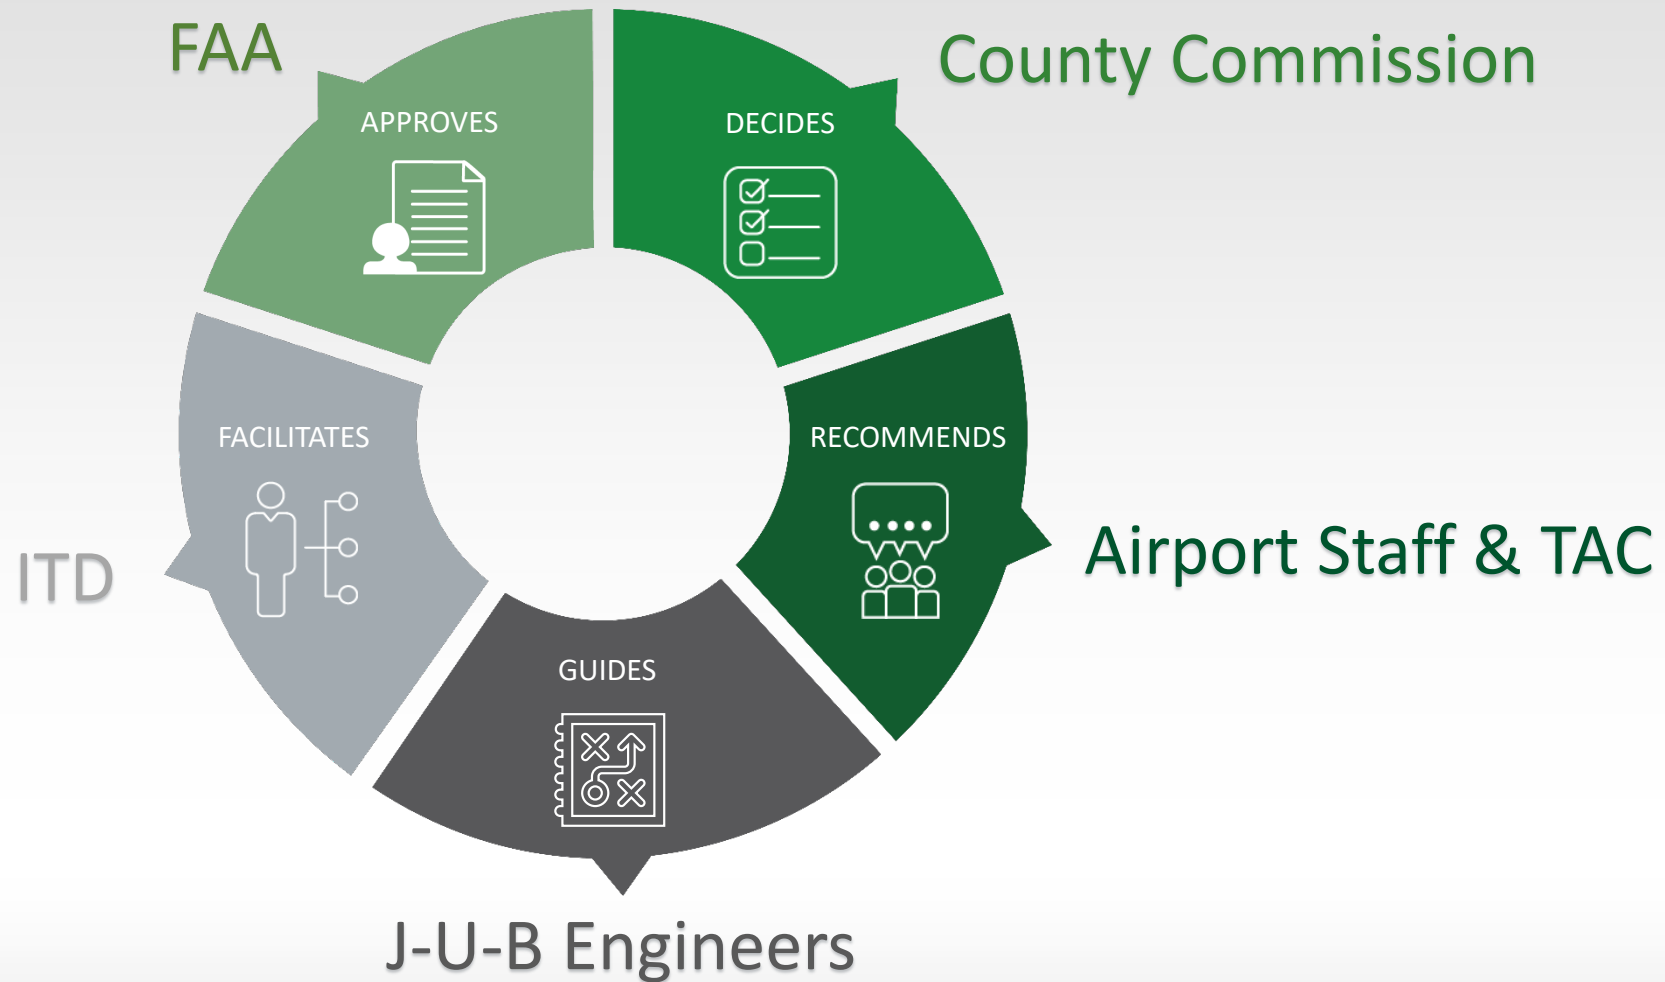 FAA
County Commission
APPROVES
DECIDES
FACILITATES
RECOMMENDS
ITD
Airport Staff & TAC
GUIDES
J-U-B Engineers